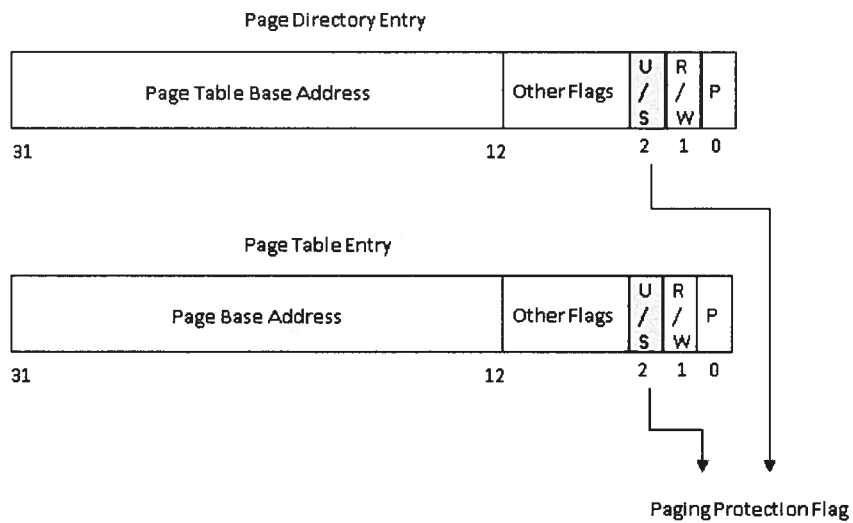 Page Directory Entry
Page Table Base Address Other Flags U/S R/W P
31 12 2 1 0
Page Table Entry
Page Base Address Other Flags U/S R/W P
31 12 2 1 0
Paging Protection Flag